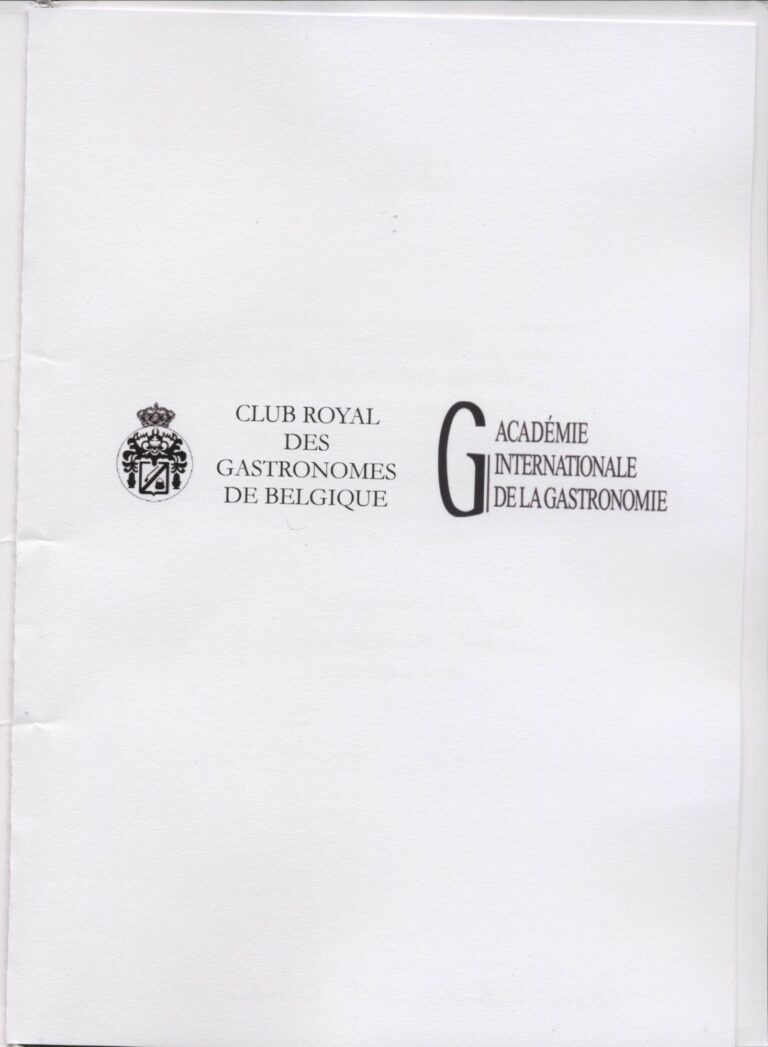 CLUB ROYAL
DES
GASTRONOMES
DE BELGIQUE
G
ACADÉMIE
INTERNATIONALE
DE LA GASTRONOMIE